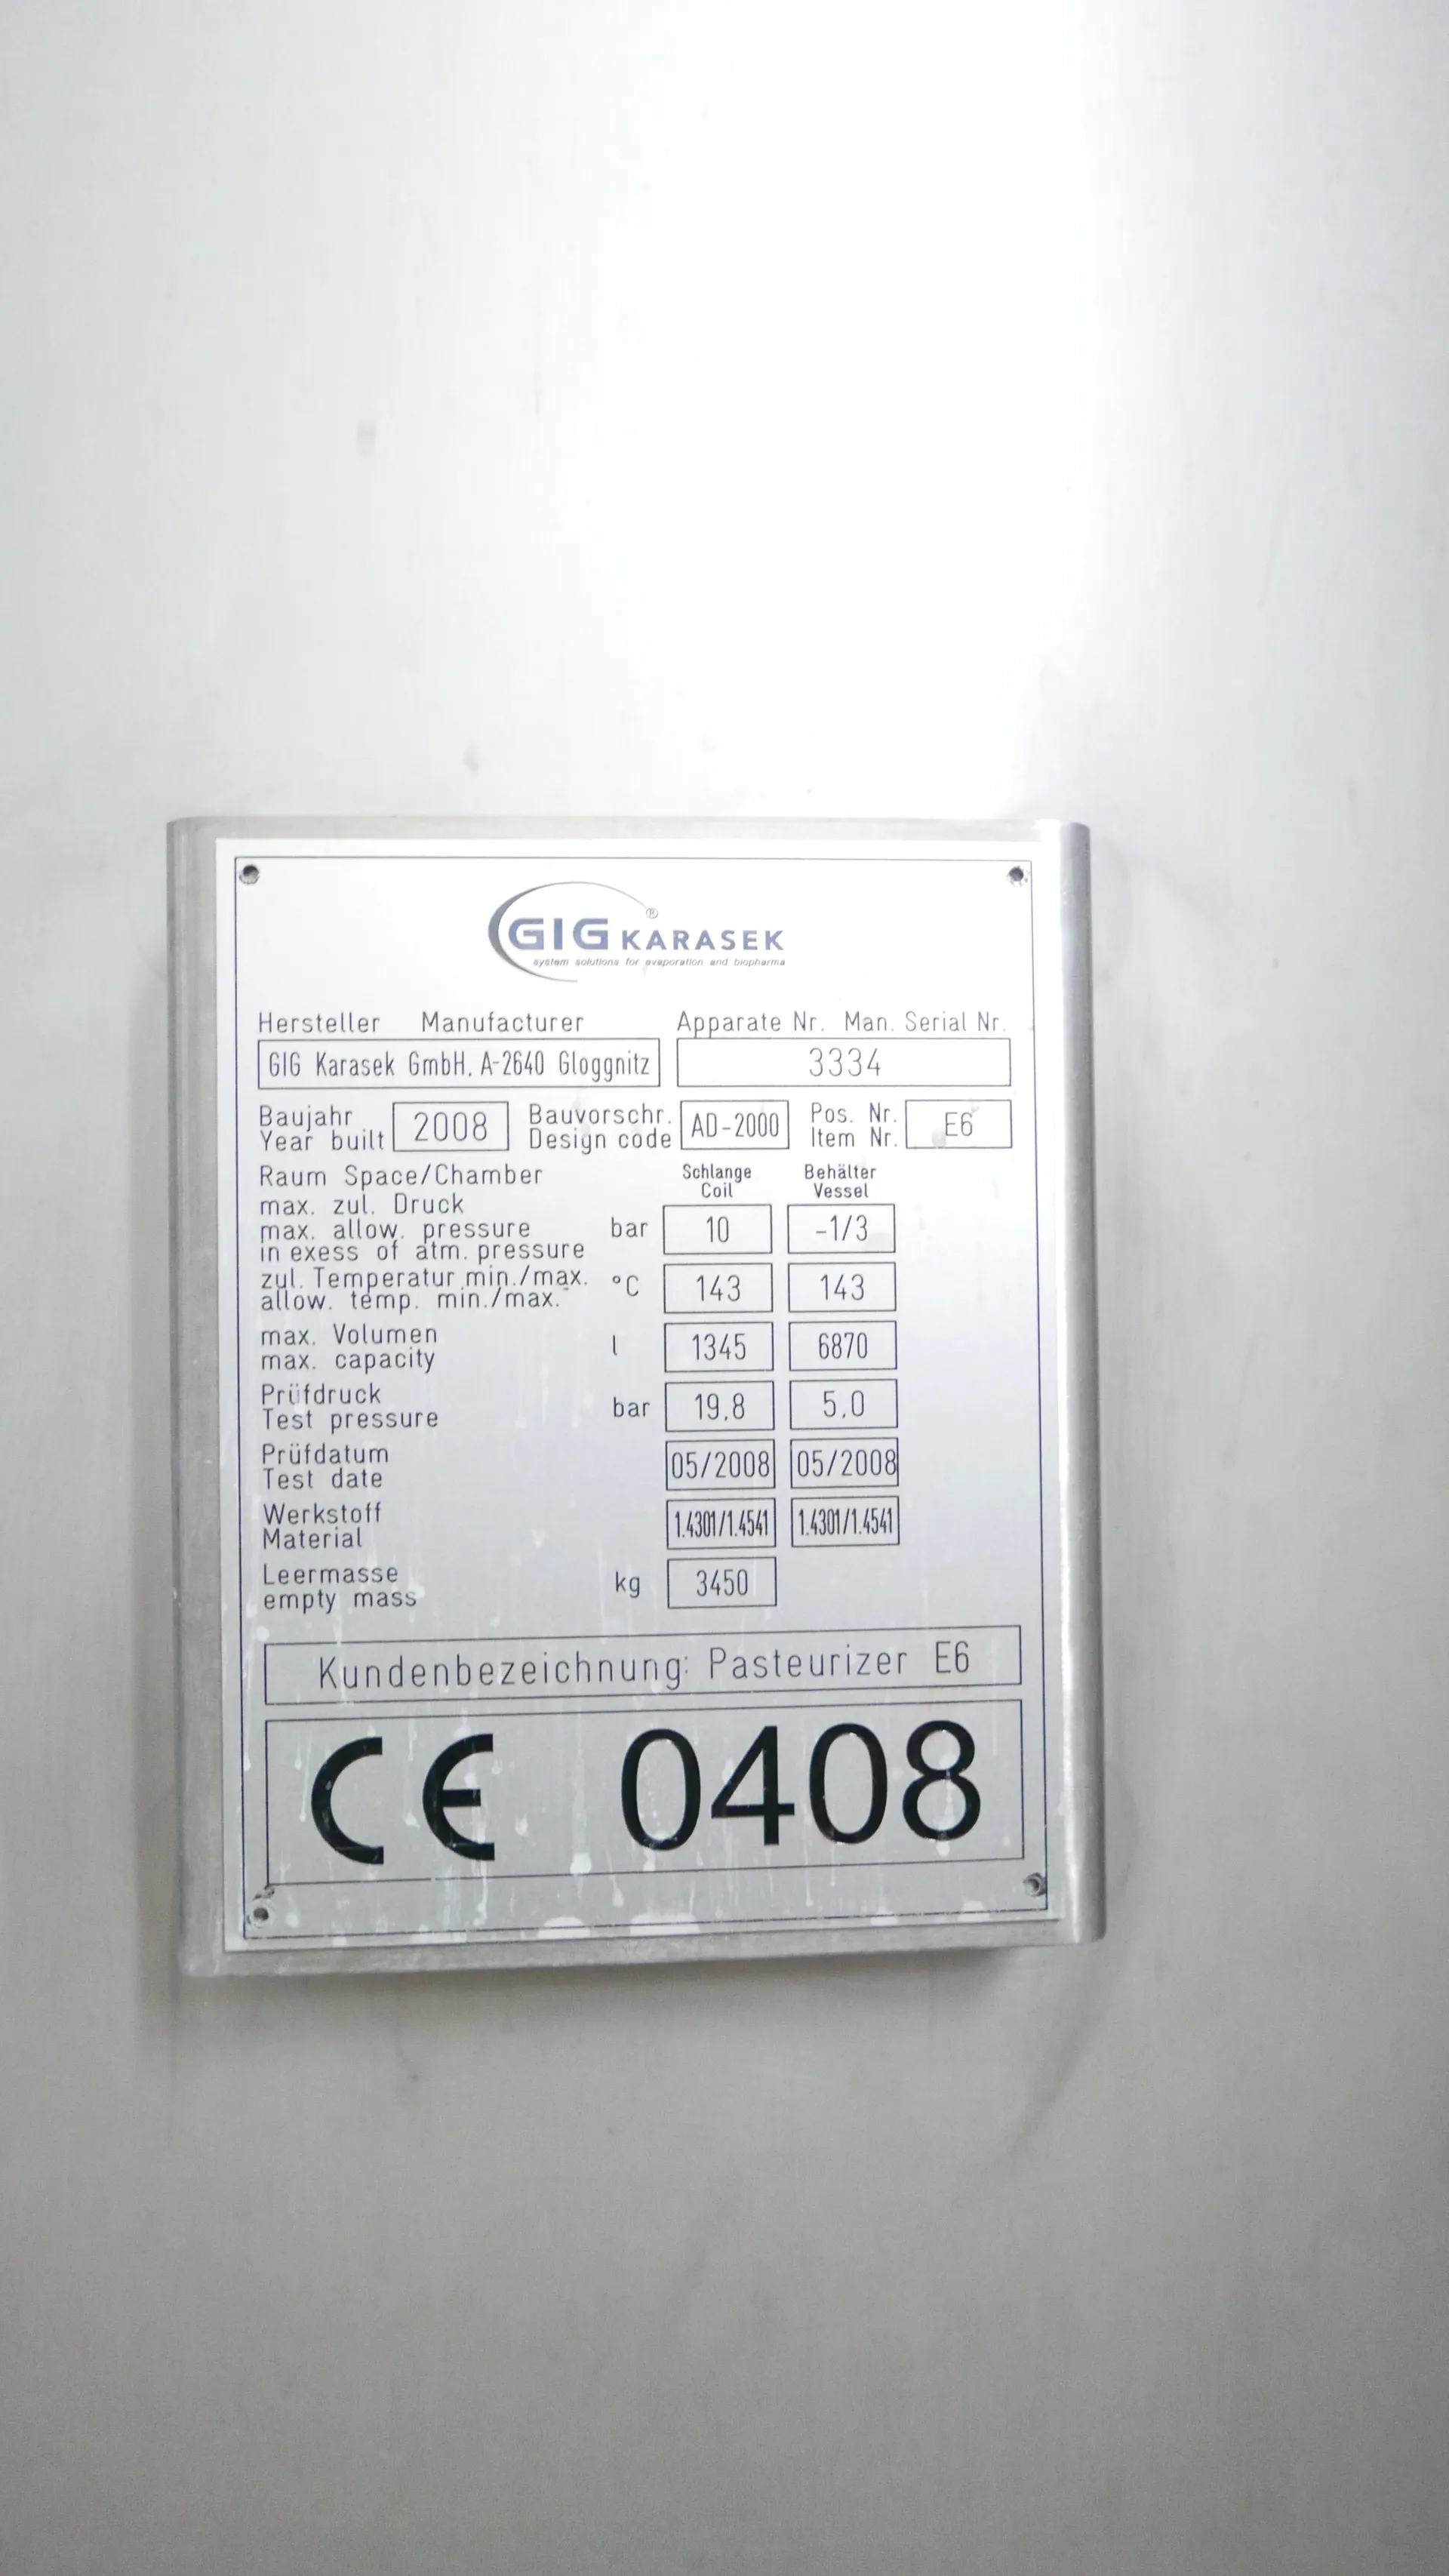 GIG KARASEK ®
system solutions for evaporation and biopharma
Hersteller Manufacturer Apparate Nr. Man. Serial Nr.
GIG Karasek GmbH, A-2640 Gloggnitz 3334
Baujahr Bauvorschr. Pos. Nr.
Year built 2008 Design code AD-2000 Item Nr. E6
Raum Space/Chamber Schlange Behälter
Coil Vessel
max. zul. Druck
max. allow. pressure bar 10 -1/3
in exess of atm. pressure
zul. Temperatur min./max. °C 143 143
allow. temp. min./max.
max. Volumen l 1345 6870
max. capacity
Prüfdruck bar 19,8 5,0
Test pressure
Prüfdatum 05/2008 05/2008
Test date
Werkstoff 1.4301/1.4541 1.4301/1.4541
Material
Leermasse kg 3450
empty mass
Kundenbezeichnung: Pasteurizer E6
CE 0408